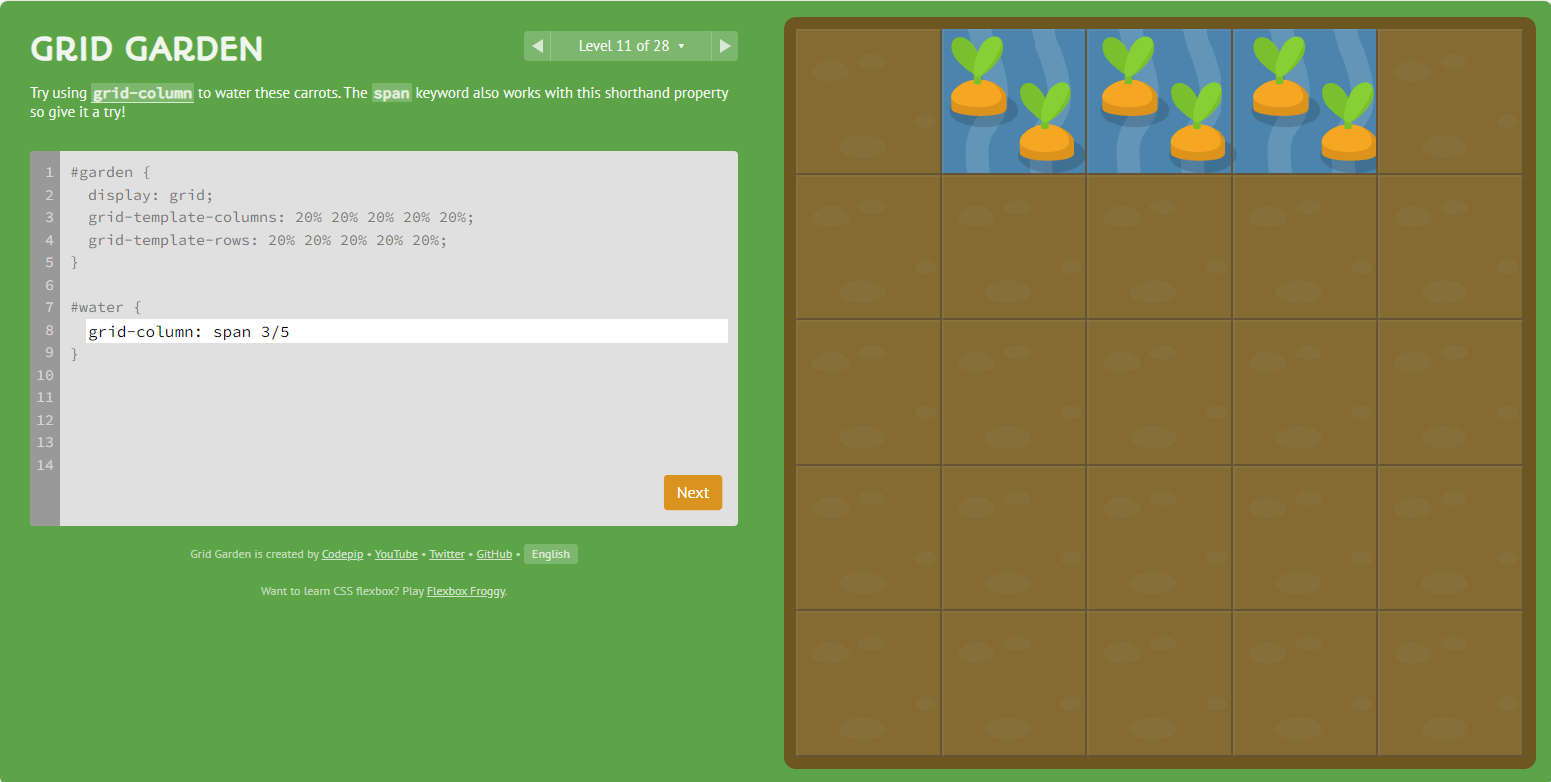 GRID GARDEN
Level 11 of 28
Try using grid-column to water these carrots. The span keyword also works with this shorthand property
so give it a try!
1 #garden {
2 display: grid;
3 grid-template-columns: 20% 20% 20% 20% 20%;
4 grid-template-rows: 20% 20% 20% 20% 20%;
5 }
6
7 #water {
8 grid-column: span 3/5
9 }
10
11
12
13
14
Next
Grid Garden is created by Codepip • YouTube • Twitter • GitHub • English
Want to learn CSS flexbox? Play Flexbox Froggy.